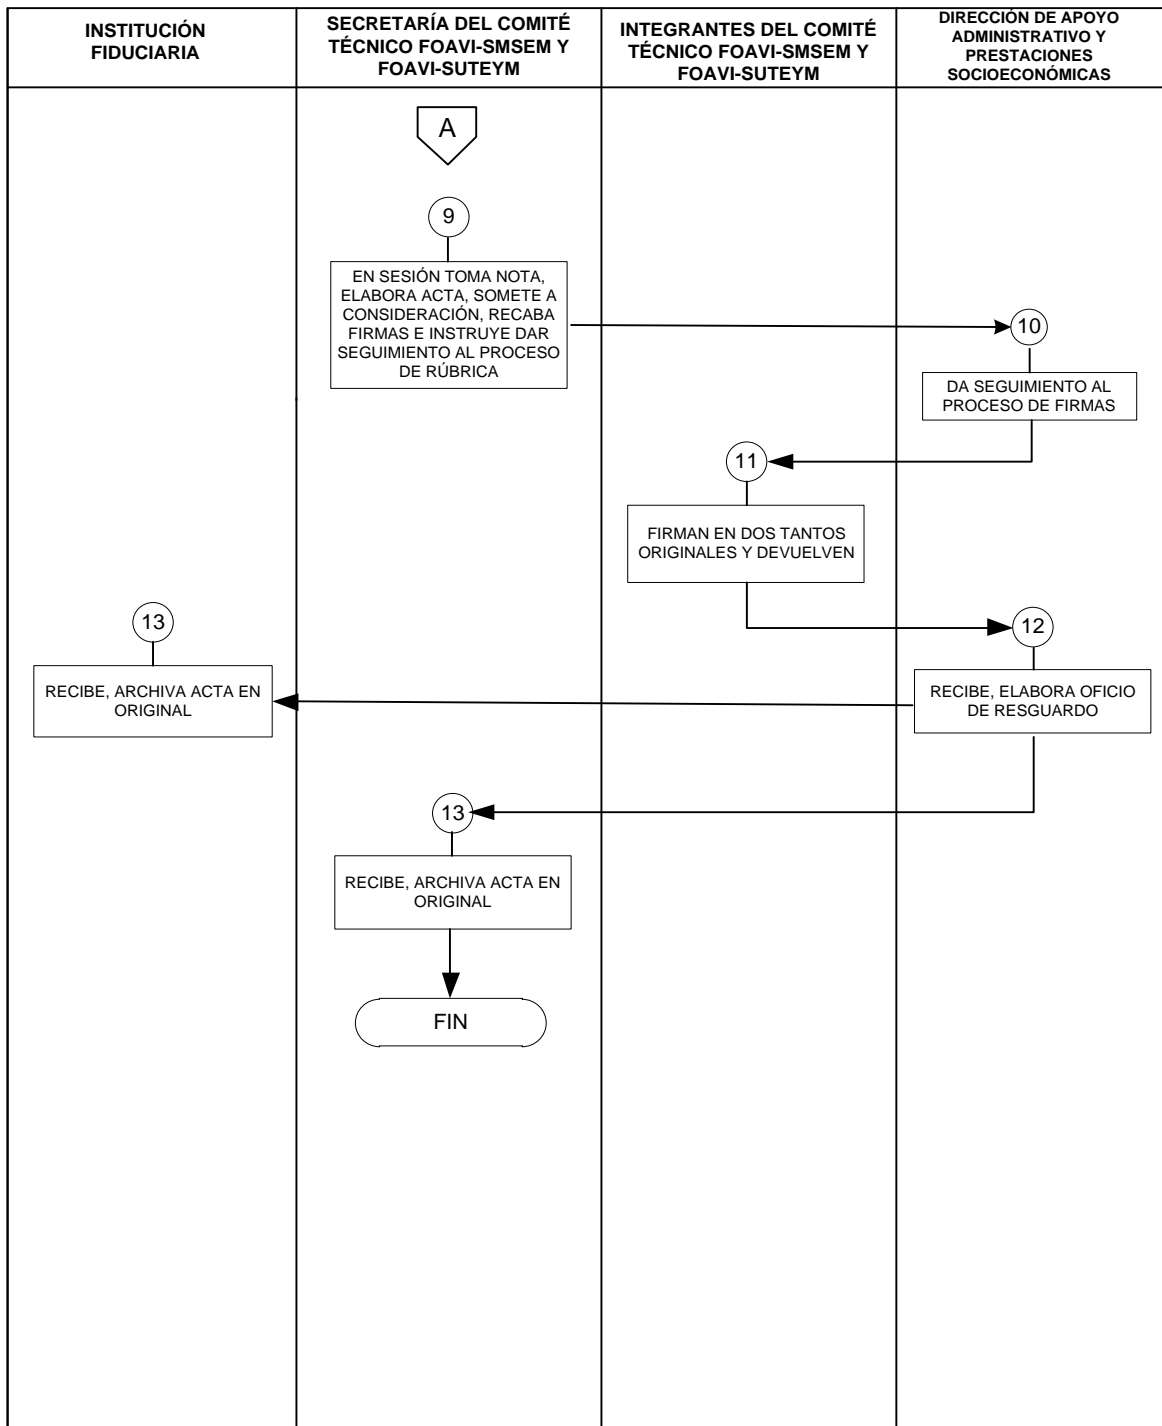 INSTITUCIÓN
FIDUCIARIA
SECRETARÍA DEL COMITÉ
TÉCNICO FOAVI-SMSEM Y
FOAVI-SUTEYM
INTEGRANTES DEL COMITÉ
TÉCNICO FOAVI-SMSEM Y
FOAVI-SUTEYM
DIRECCIÓN DE APOYO
ADMINISTRATIVO Y
PRESTACIONES
SOCIOECONÓMICAS
A
9
EN SESIÓN TOMA NOTA,
ELABORA ACTA, SOMETE A
CONSIDERACIÓN, RECABA
FIRMAS E INSTRUYE DAR
SEGUIMIENTO AL PROCESO
DE RÚBRICA
10
DA SEGUIMIENTO AL
PROCESO DE FIRMAS
11
FIRMAN EN DOS TANTOS
ORIGINALES Y DEVUELVEN
12
RECIBE, ELABORA OFICIO
DE RESGUARDO
13
RECIBE, ARCHIVA ACTA EN
ORIGINAL
13
RECIBE, ARCHIVA ACTA EN
ORIGINAL
FIN